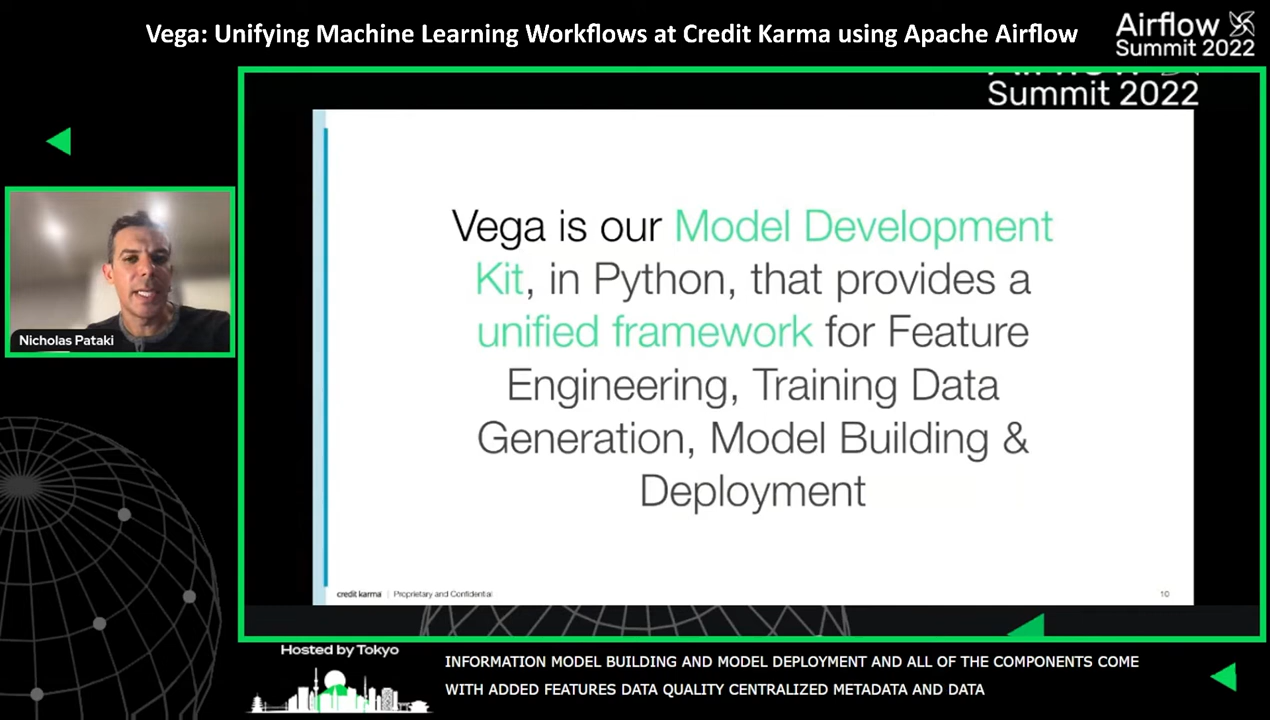 Vega: Unifying Machine Learning Workflows at Credit Karma using Apache Airflow
Airflow
Summit 2022
Summit 2022
Vega is our Model Development
Kit, in Python, that provides a
unified framework for Feature
Engineering, Training Data
Generation, Model Building &
Deployment
Nicholas Pataki
credit karma | Proprietary and Confidential
10
Hosted by Tokyo
INFORMATION MODEL BUILDING AND MODEL DEPLOYMENT AND ALL OF THE COMPONENTS COME
WITH ADDED FEATURES DATA QUALITY CENTRALIZED METADATA AND DATA